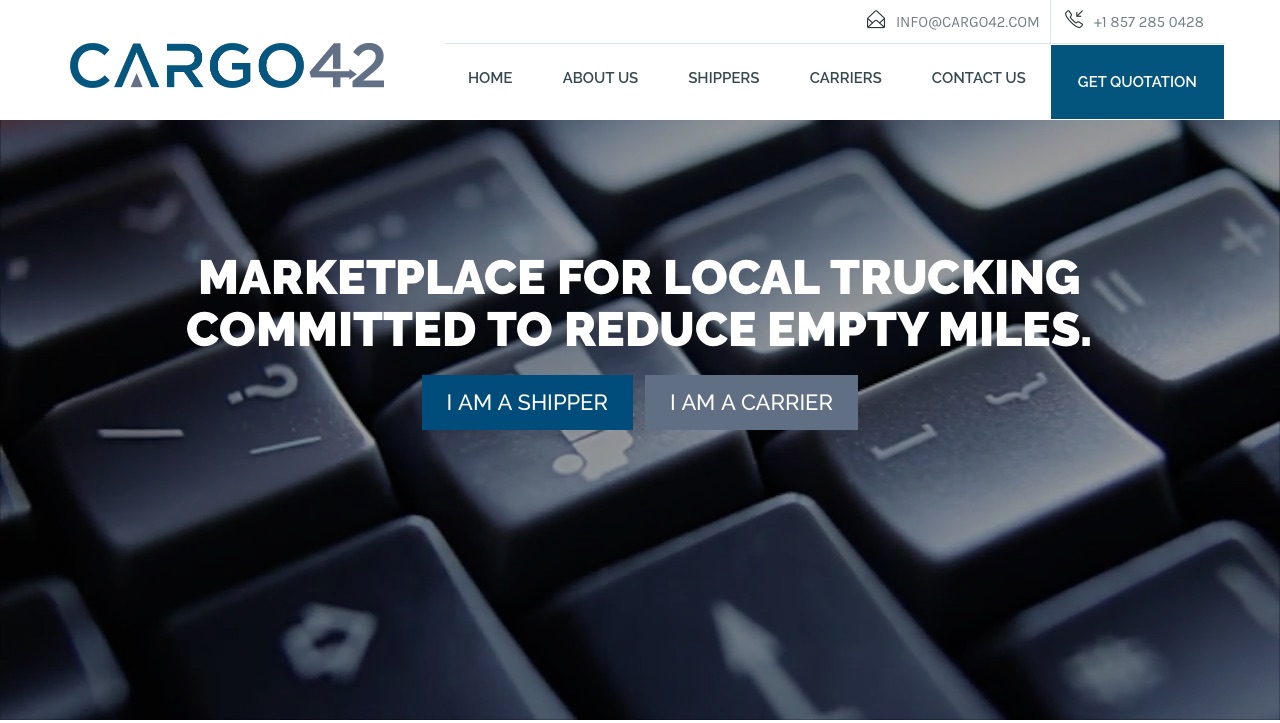 INFO@CARGO42.COM
+1 857 285 0428
CARGO42
HOME
ABOUT US
SHIPPERS
CARRIERS
CONTACT US
GET QUOTATION
MARKETPLACE FOR LOCAL TRUCKING
COMMITTED TO REDUCE EMPTY MILES.
I AM A SHIPPER
I AM A CARRIER